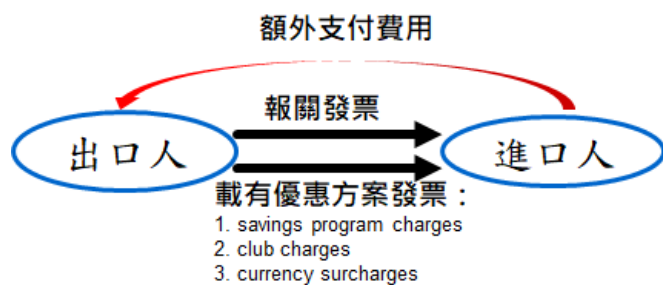 額外支付費用
報關發票
出口人
進口人
載有優惠方案發票：
1. savings program charges
2. club charges
3. currency surcharges